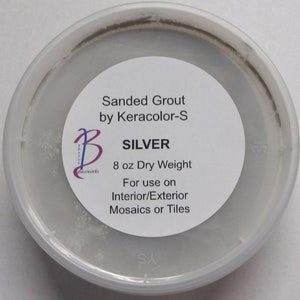 Sanded Grout
by Keracolor-S
SILVER
8 oz Dry Weight
For use on
Interior/Exterior
Mosaics or Tiles